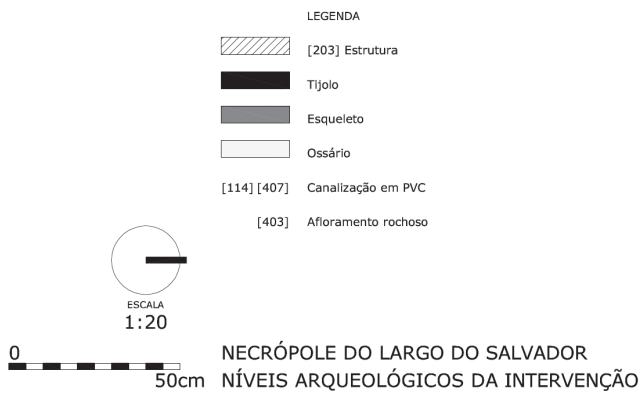 LEGENDA
[203] Estrutura
Tijolo
Esqueleto
Ossário
[114] [407] Canalização em PVC
[403] Afloramento rochoso
ESCALA
1:20
0
50cm
NECRÓPOLE DO LARGO DO SALVADOR
NÍVEIS ARQUEOLÓGICOS DA INTERVENÇÃO